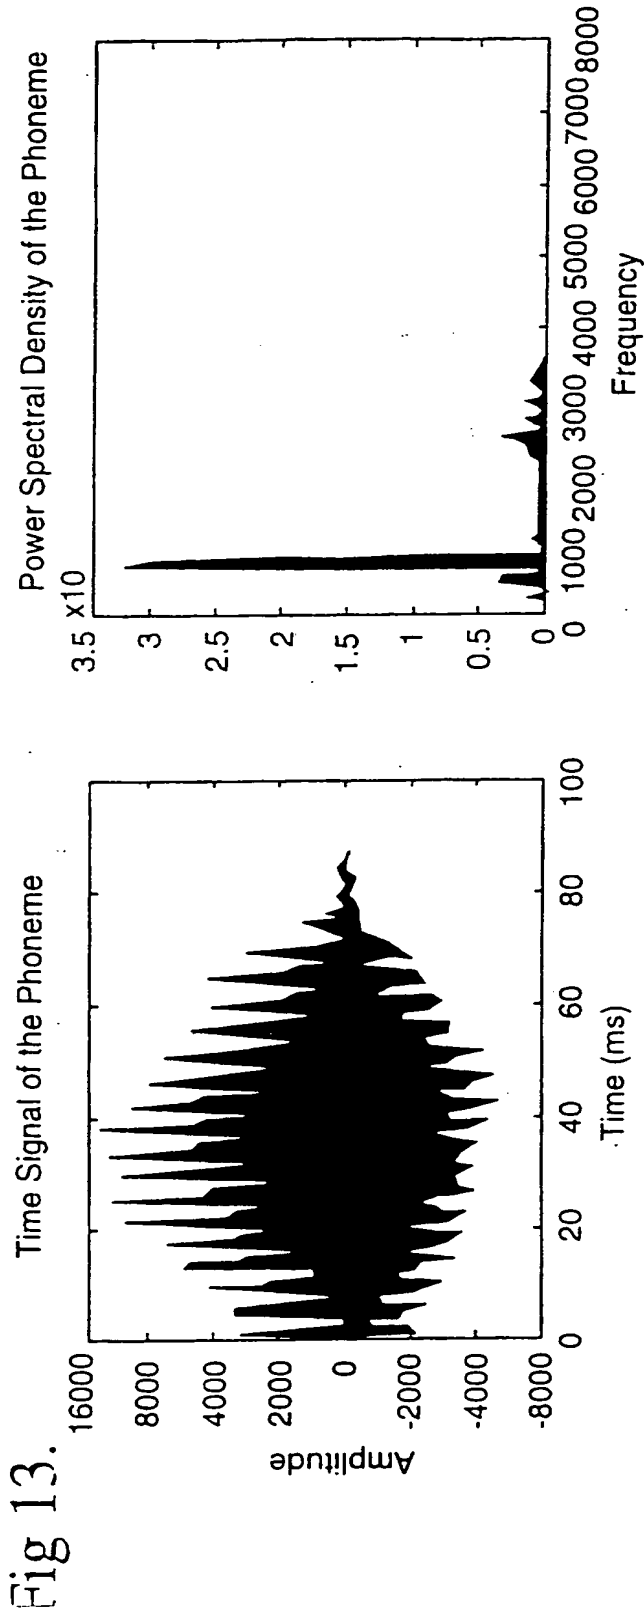 Fig 13.
Time Signal of the Phoneme
16000
8000
4000
2000
0
-2000
-4000
-8000
Amplitude
0 20 40 60 80 100
Time (ms)
Power Spectral Density of the Phoneme
x10
3.5
3
2.5
2
1.5
1
0.5
0
0 1000 2000 3000 4000 5000 6000 7000 8000
Frequency